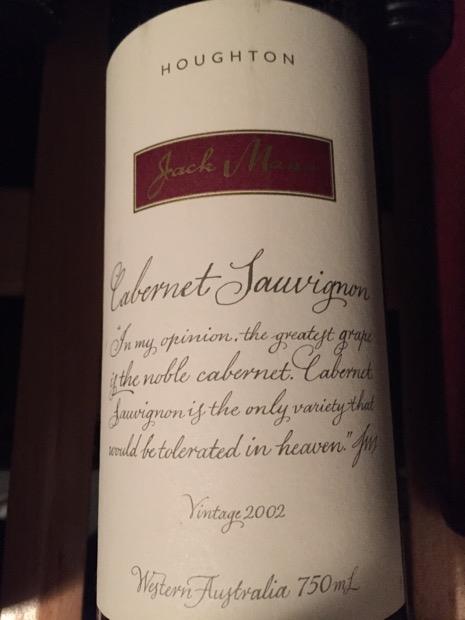 HOUGHTON
Jack Mann
Cabernet Sauvignon
"In my opinion, the greatest grape
is the noble cabernet. Cabernet
Sauvignon is the only variety that
would be tolerated in heaven." JM
Vintage 2002
Western Australia 750mL